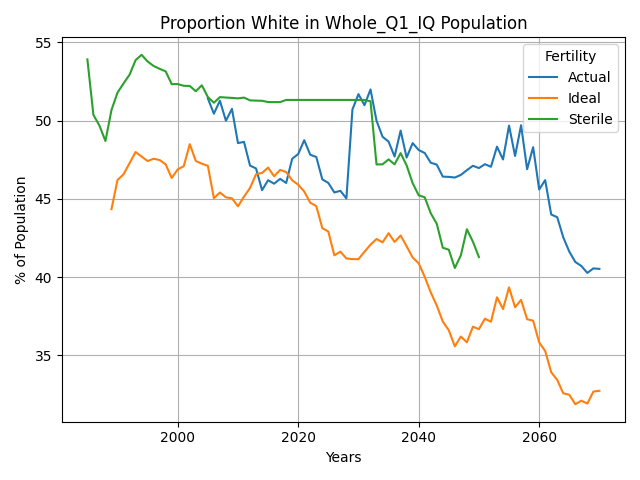 Proportion White in Whole_Q1_IQ Population
Fertility
Actual
Ideal
Sterile
% of Population
55
50
45
40
35
2000
2020
2040
2060
Years